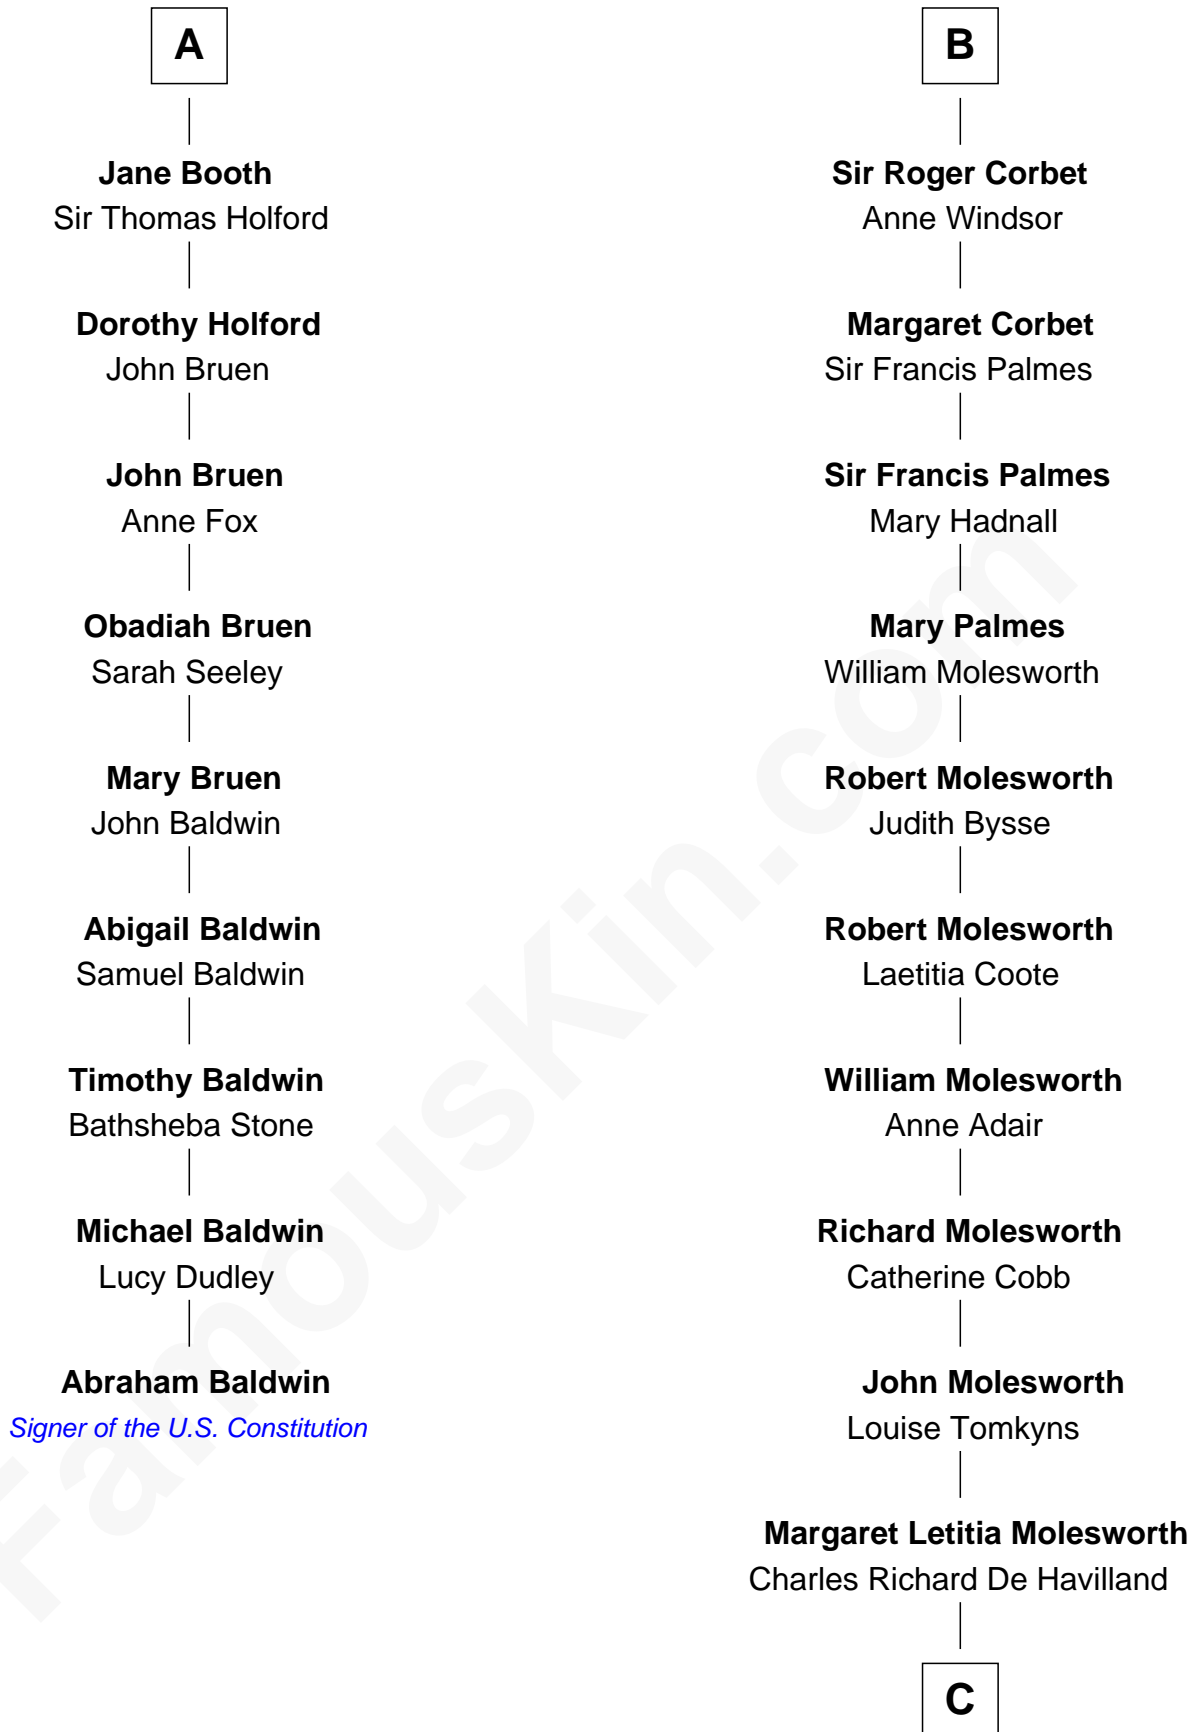 A
Jane Booth
Sir Thomas Holford
Dorothy Holford
John Bruen
John Bruen
Anne Fox
Obadiah Bruen
Sarah Seeley
Mary Bruen
John Baldwin
Abigail Baldwin
Samuel Baldwin
Timothy Baldwin
Bathsheba Stone
Michael Baldwin
Lucy Dudley
Abraham Baldwin
Signer of the U.S. Constitution
B
Sir Roger Corbet
Anne Windsor
Margaret Corbet
Sir Francis Palmes
Sir Francis Palmes
Mary Hadnall
Mary Palmes
William Molesworth
Robert Molesworth
Judith Bysse
Robert Molesworth
Laetitia Coote
William Molesworth
Anne Adair
Richard Molesworth
Catherine Cobb
John Molesworth
Louise Tomkyns
Margaret Letitia Molesworth
Charles Richard De Havilland
C
FamousKin.com